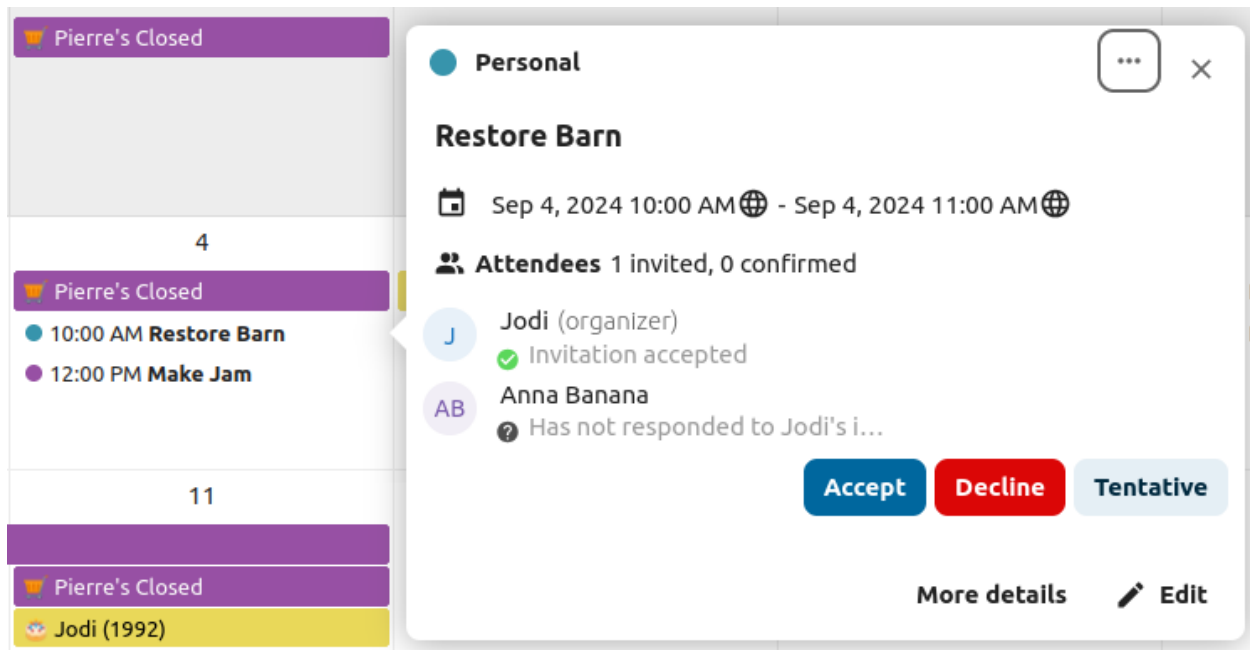 Pierre's Closed
4
Pierre's Closed
10:00 AM Restore Barn
12:00 PM Make Jam
11
Pierre's Closed
Jodi (1992)
Personal
Restore Barn
Sep 4, 2024 10:00 AM - Sep 4, 2024 11:00 AM
Attendees 1 invited, 0 confirmed
J
Jodi (organizer)
Invitation accepted
AB
Anna Banana
Has not responded to Jodi's i...
Accept Decline Tentative
More details Edit